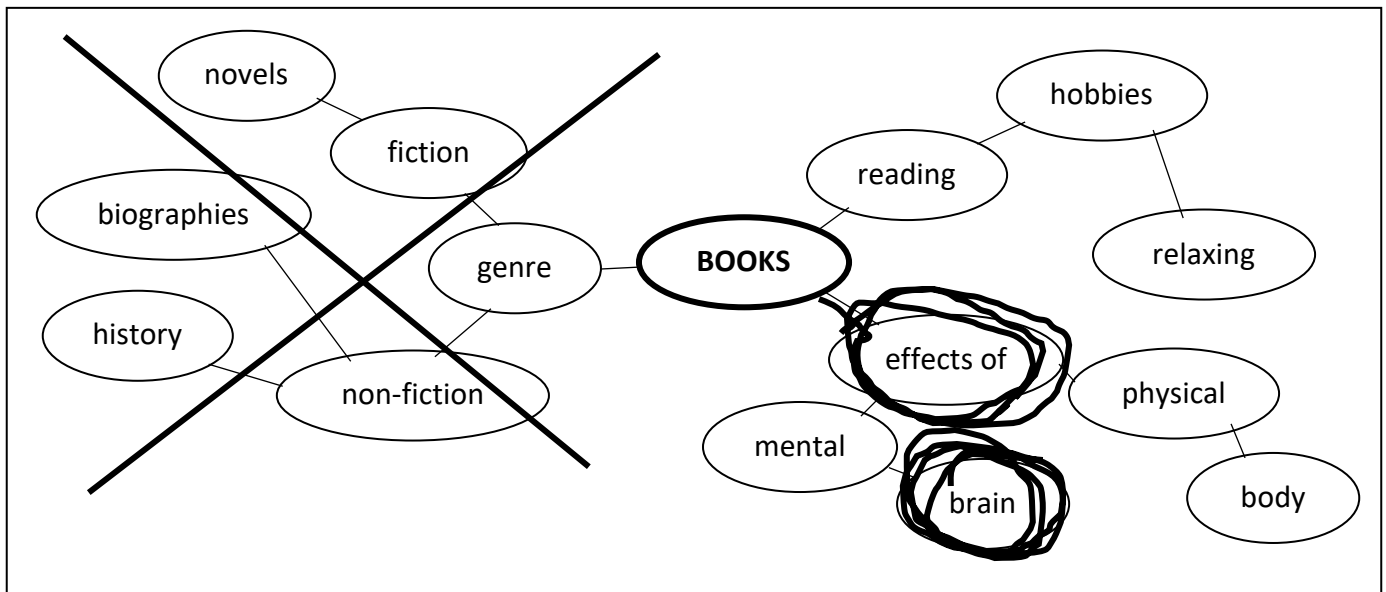 novels
fiction
biographies
genre
history
non-fiction
BOOKS
reading
hobbies
relaxing
effects of
mental
brain
physical
body